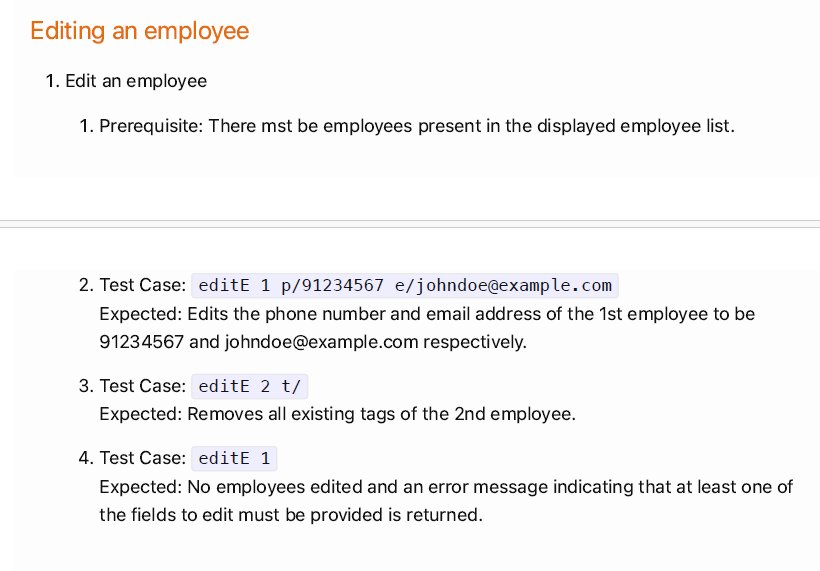 Editing an employee
1. Edit an employee
1. Prerequisite: There mst be employees present in the displayed employee list.
2. Test Case: editE 1 p/91234567 e/johndoe@example.com
Expected: Edits the phone number and email address of the 1st employee to be
91234567 and johndoe@example.com respectively.
3. Test Case: editE 2 t/
Expected: Removes all existing tags of the 2nd employee.
4. Test Case: editE 1
Expected: No employees edited and an error message indicating that at least one of
the fields to edit must be provided is returned.